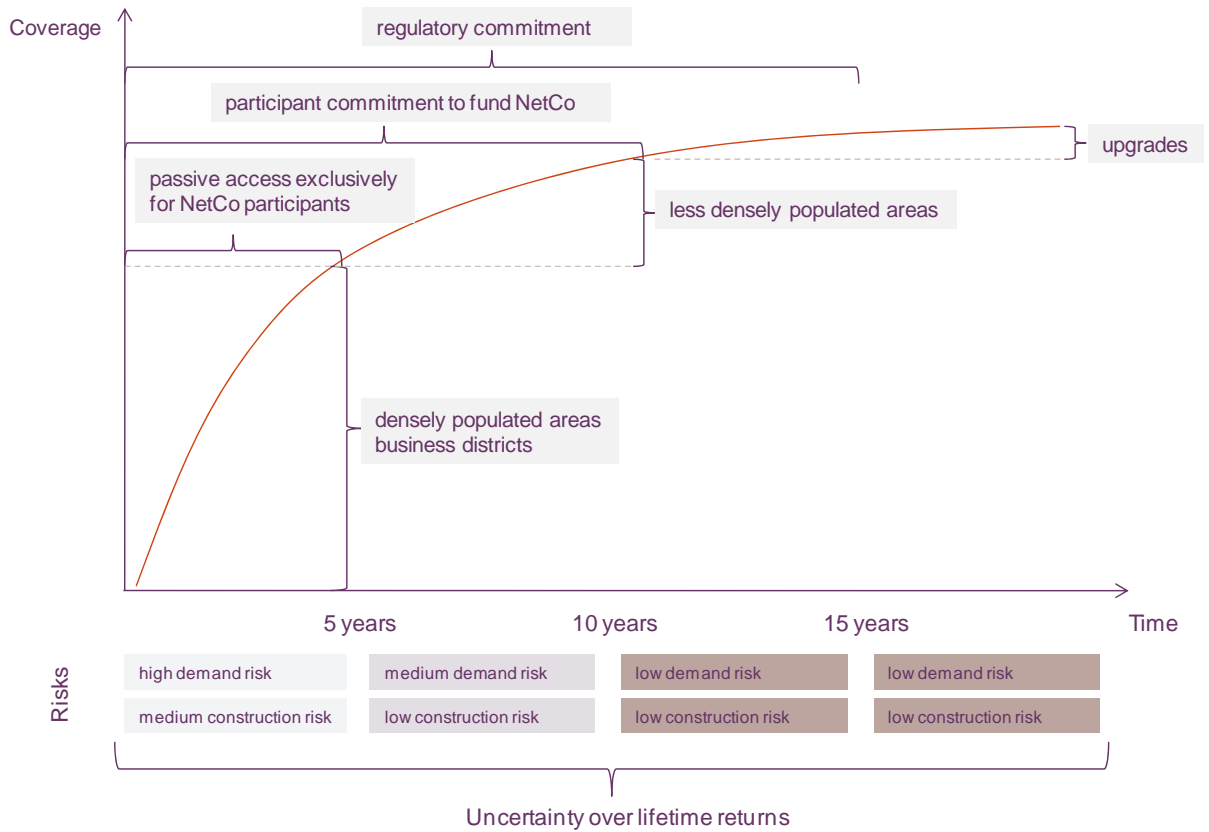 Coverage
regulatory commitment
participant commitment to fund NetCo
upgrades
passive access exclusively
for NetCo participants
less densely populated areas
densely populated areas
business districts
5 years
10 years
15 years
Time
Risks
high demand risk
medium demand risk
low demand risk
low demand risk
medium construction risk
low construction risk
low construction risk
low construction risk
Uncertainty over lifetime returns